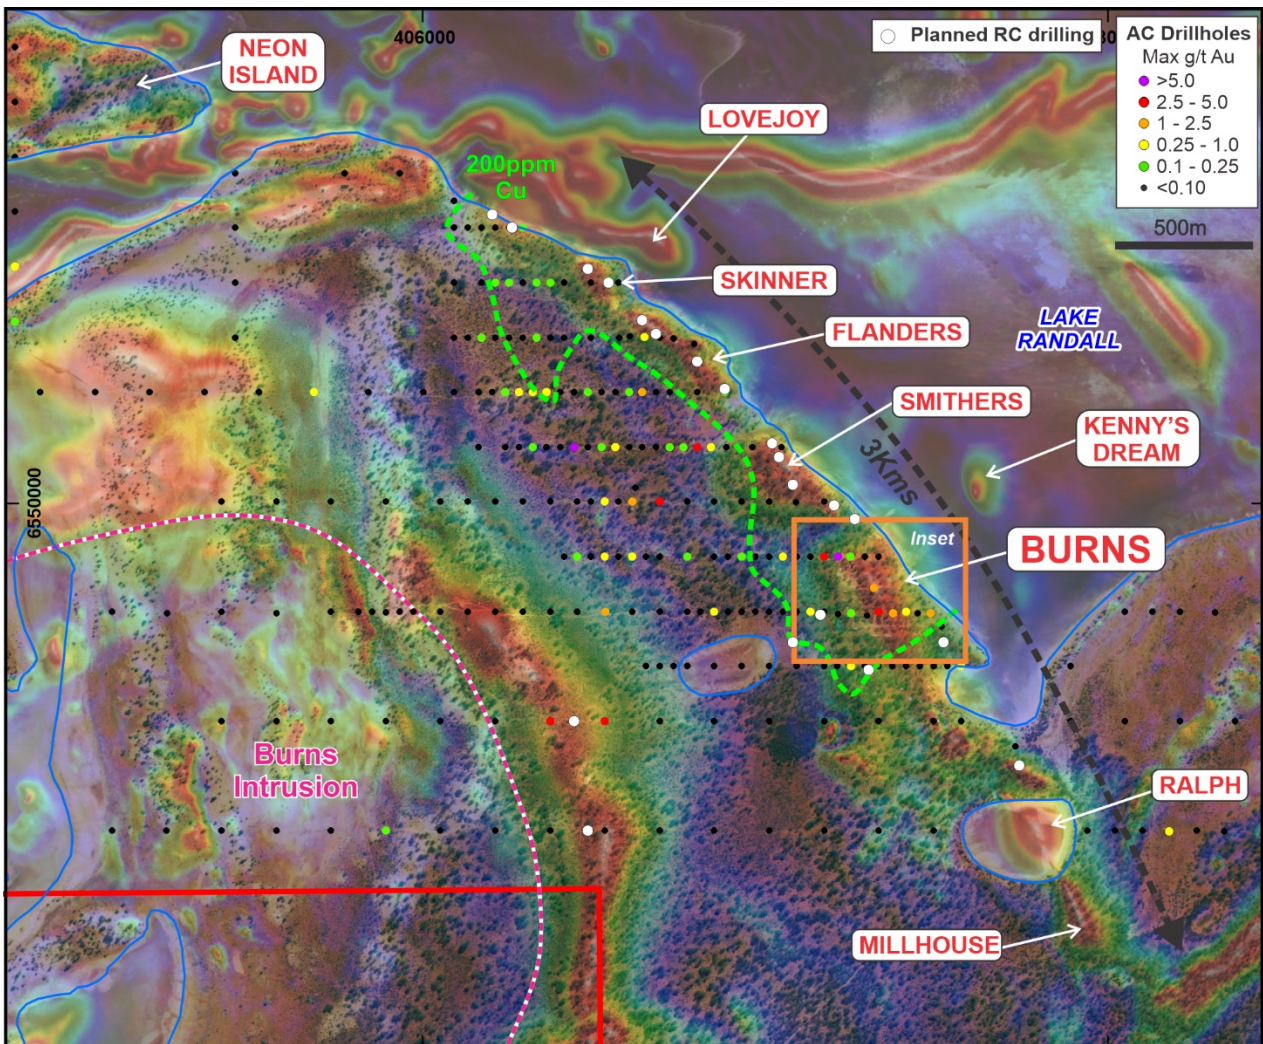 406000
Planned RC drilling
AC Drillholes
Max g/t Au
>5.0
2.5 - 5.0
1 - 2.5
0.25 - 1.0
0.1 - 0.25
<0.10
500m
NEON
ISLAND
LOVEJOY
200ppm
Cu
SKINNER
FLANDERS
LAKE
RANDALL
SMITHERS
KENNY'S
DREAM
3Kms
6550000
Inset
BURNS
Burns
Intrusion
RALPH
MILLHOUSE